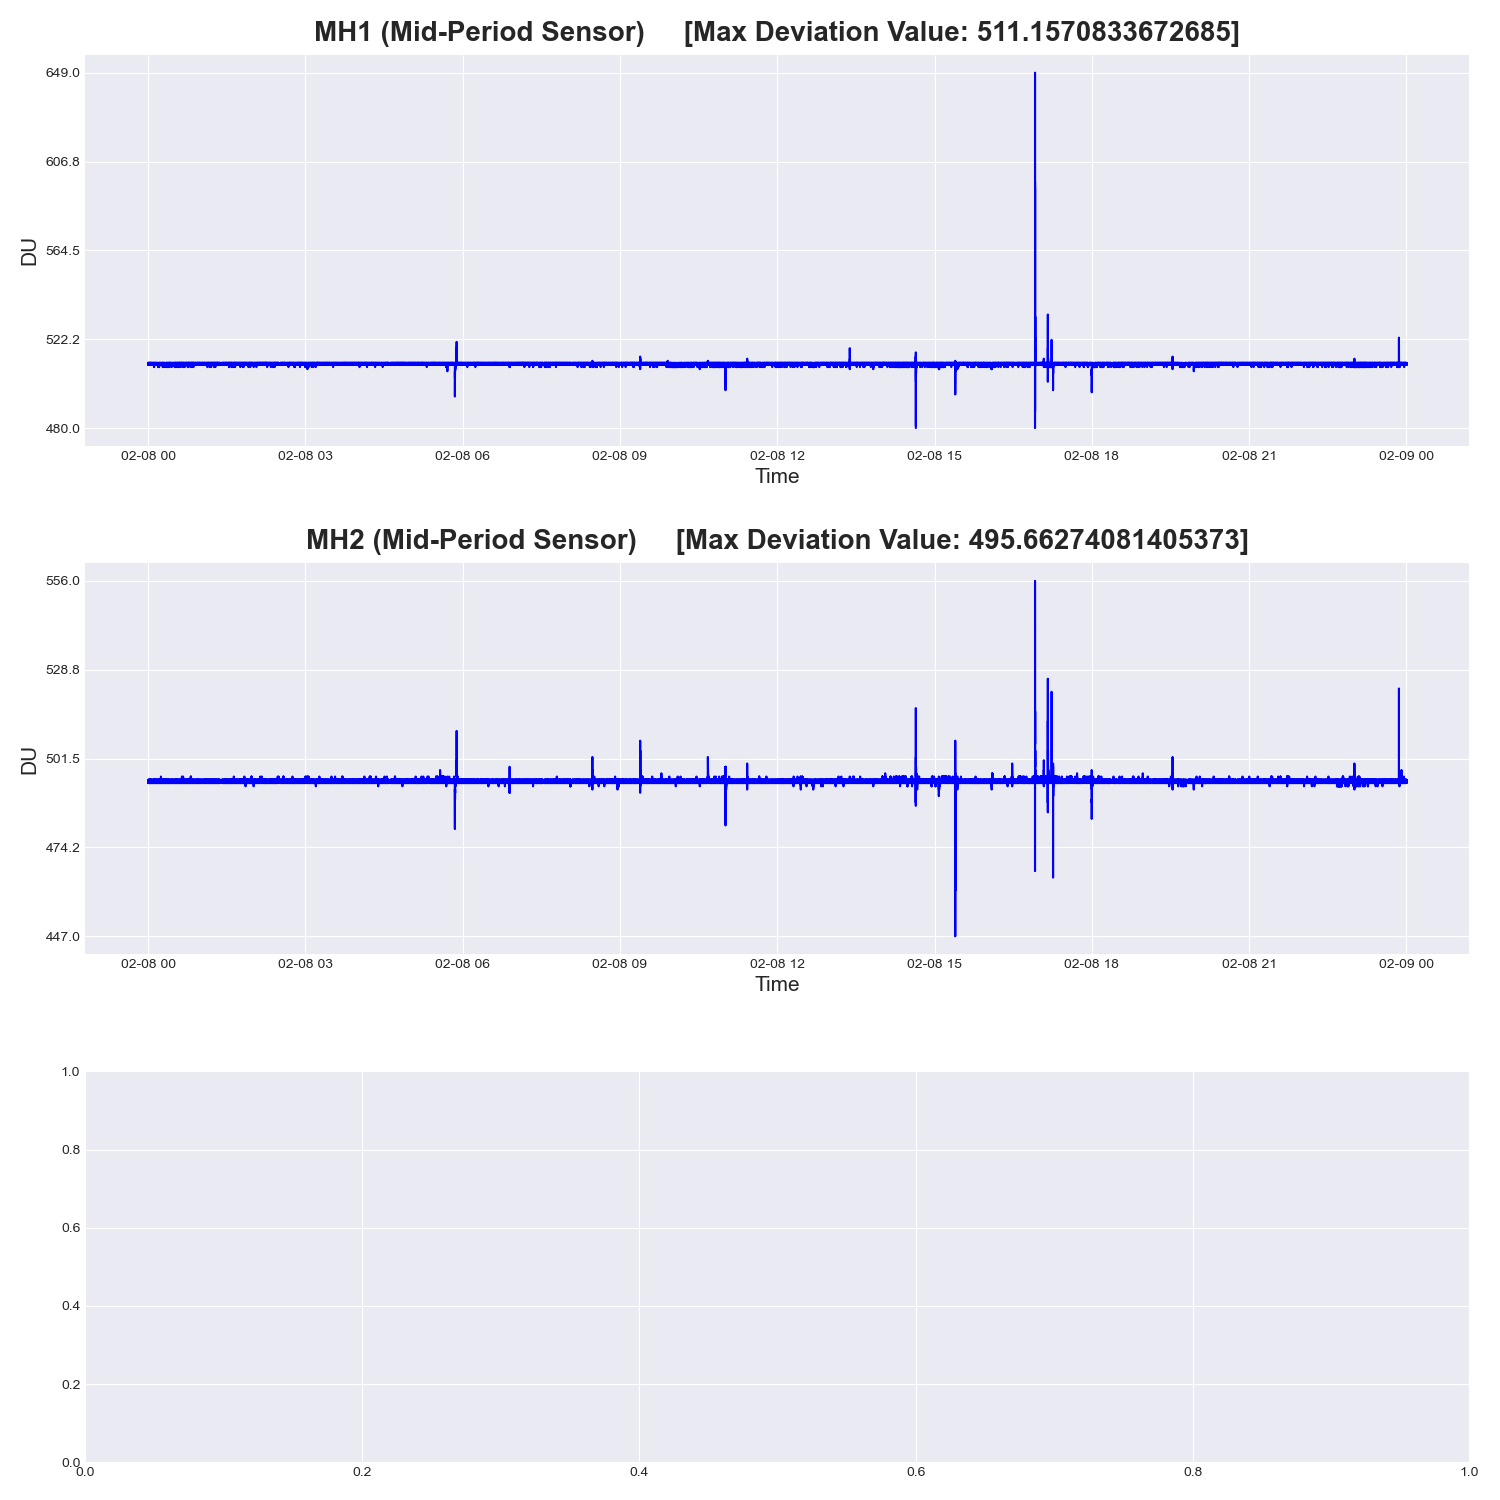 MH1 (Mid-Period Sensor) [Max Deviation Value: 511.1570833672685]
649.0
606.8
564.5
522.2
480.0
DU
02-08 00 02-08 03 02-08 06 02-08 09 02-08 12 02-08 15 02-08 18 02-08 21 02-09 00
Time
MH2 (Mid-Period Sensor) [Max Deviation Value: 495.66274081405373]
556.0
528.8
501.5
474.2
447.0
DU
02-08 00 02-08 03 02-08 06 02-08 09 02-08 12 02-08 15 02-08 18 02-08 21 02-09 00
Time
1.0
0.8
0.6
0.4
0.2
0.0
0.0 0.2 0.4 0.6 0.8 1.0